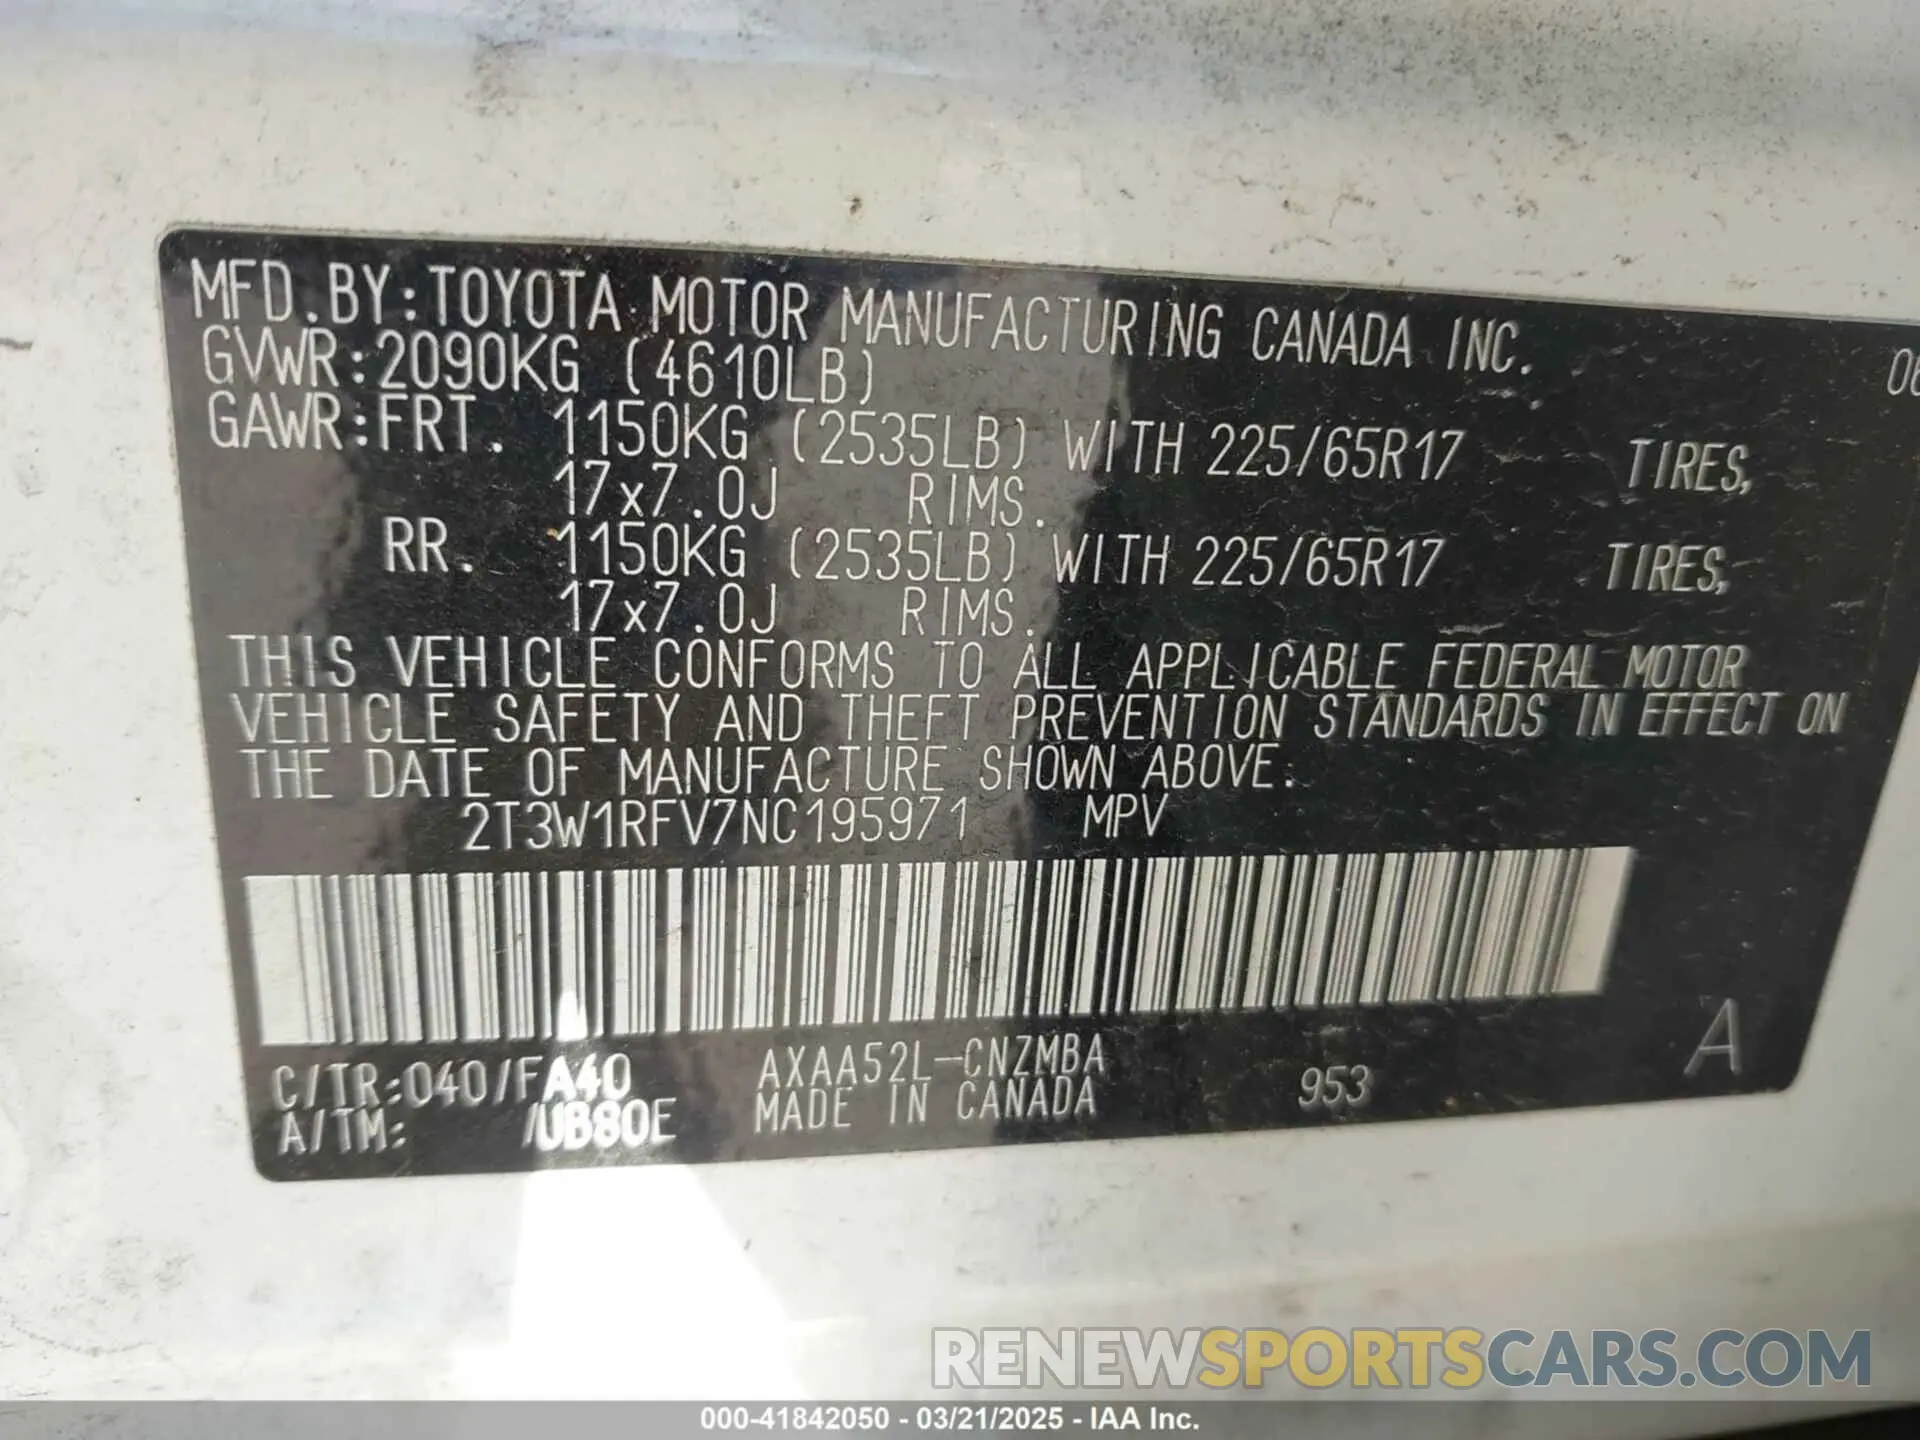 MFD.BY:TOYOTA MOTOR MANUFACTURING CANADA INC.
GVWR:2090KG (4610LB)
GAWR:FRT. 1150KG (2535LB) WITH 225/65R17 TIRES,
17x7.0J RIMS.
RR. 1150KG (2535LB) WITH 225/65R17 TIRES,
17x7.0J RIMS.
THIS VEHICLE CONFORMS TO ALL APPLICABLE FEDERAL MOTOR
VEHICLE SAFETY AND THEFT PREVENTION STANDARDS IN EFFECT ON
THE DATE OF MANUFACTURE SHOWN ABOVE.
2T3W1RFV7NC195971 MPV
C/TR:040/FA40 AXAA52L-CNZMBA
A/TM: /UB80E MADE IN CANADA 953 A
RENEWSPORTSCARS.COM
000-41842050 - 03/21/2025 - IAA Inc.